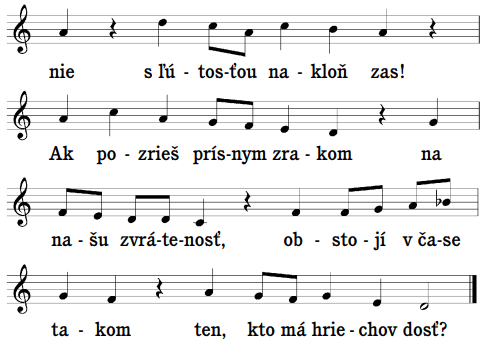 nie s ľú - tos-ťou na - kloň zas!
Ak po - zrieš prís-nym zra - kom na
na - šu zvrá-te-nosť, ob - sto - jí v ča-se
ta - kom ten, kto má hrie - chov dosť?